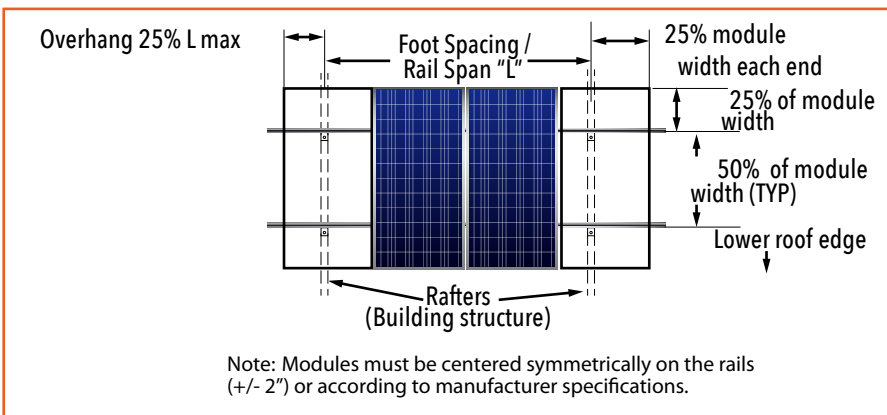 Overhang 25% L max
Foot Spacing /
Rail Span "L"
25% module
width each end
25% of module
width
50% of module
width (TYP)
Lower roof edge
Rafters
(Building structure)
Note: Modules must be centered symmetrically on the rails
(+/- 2") or according to manufacturer specifications.